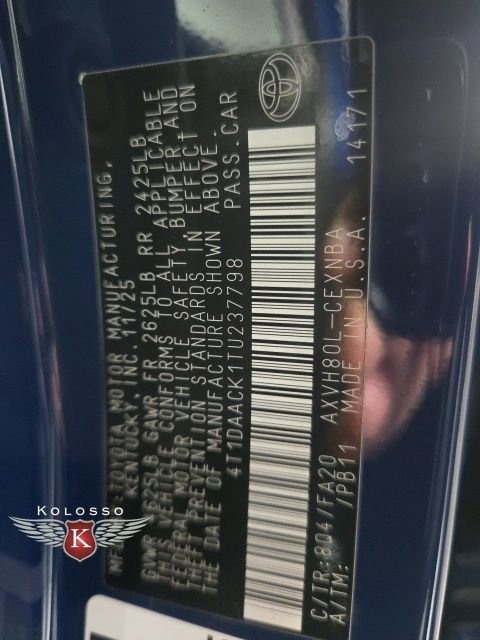 MFD. BY: TOYOTA MOTOR MANUFACTURING,
KENTUCKY, INC. 11/25
GVWR 4625LB GAWR FR 2625LB RR 2425LB
THIS VEHICLE CONFORMS TO ALL APPLICABLE
FEDERAL MOTOR VEHICLE SAFETY, BUMPER, AND
THEFT PREVENTION STANDARDS IN EFFECT ON
THE DATE OF MANUFACTURE SHOWN ABOVE.
4T1DAACK1TU237798 PASS. CAR
C/TR:8Q4/FA20 AXVH80L-CEXNBA
A/TM: /PB11 MADE IN U.S.A. 14171
KOLOSSO
K